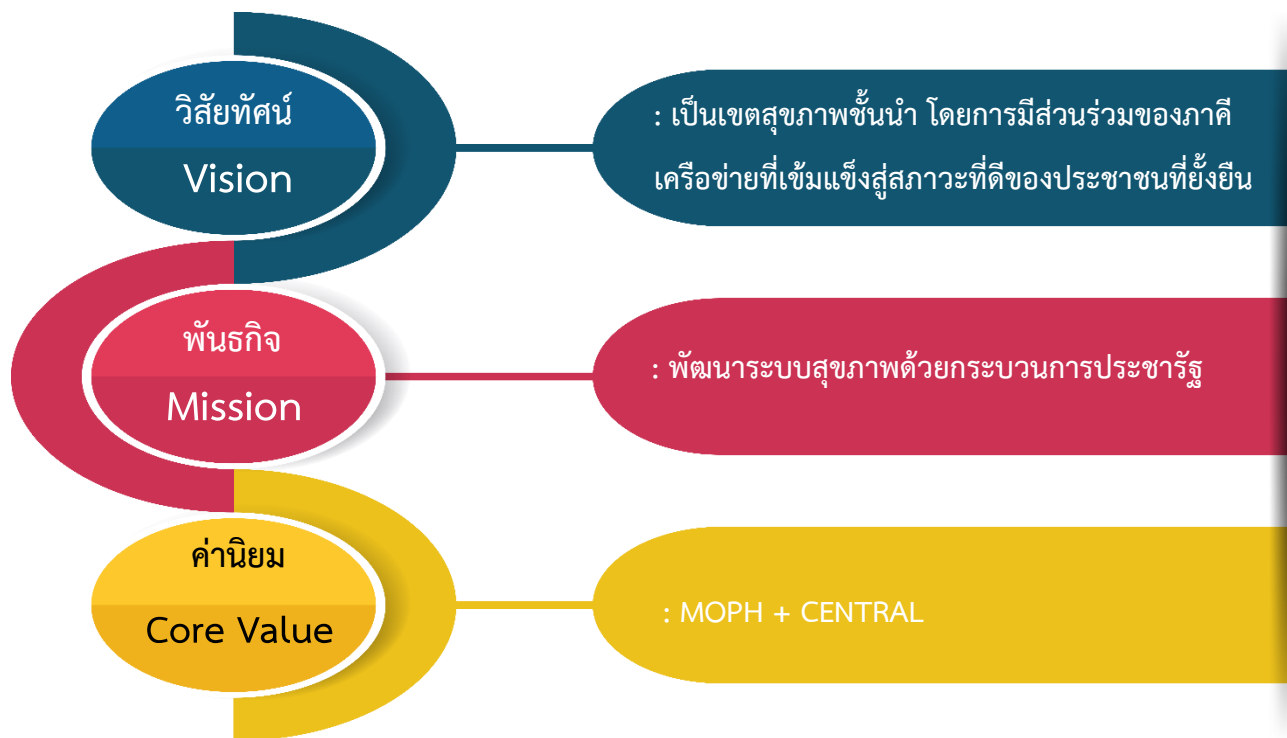 วิสัยทัศน์
Vision
: เป็นเขตสุขภาพชั้นนำ โดยการมีส่วนร่วมของภาคี
เครือข่ายที่เข้มแข็งสู่สภาวะที่ดีของประชาชนที่ยั้งยืน
พันธกิจ
Mission
: พัฒนาระบบสุขภาพด้วยกระบวนการประชารัฐ
ค่านิยม
Core Value
: MOPH + CENTRAL